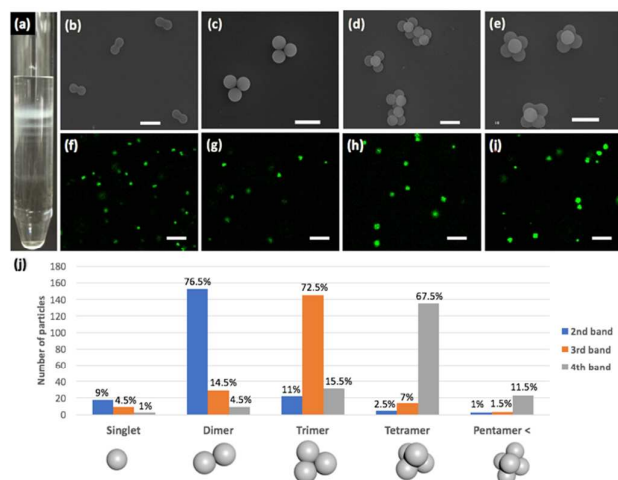 (a)
(b)
(c)
(d)
(e)
(f)
(g)
(h)
(i)
(j)
180
160
140
120
100
80
60
40
20
0
Number of particles
9%
4.5%
1%
76.5%
14.5%
4.5%
11%
72.5%
15.5%
2.5%
7%
67.5%
1%
1.5%
11.5%
2nd band
3rd band
4th band
Singlet
Dimer
Trimer
Tetramer
Pentamer <